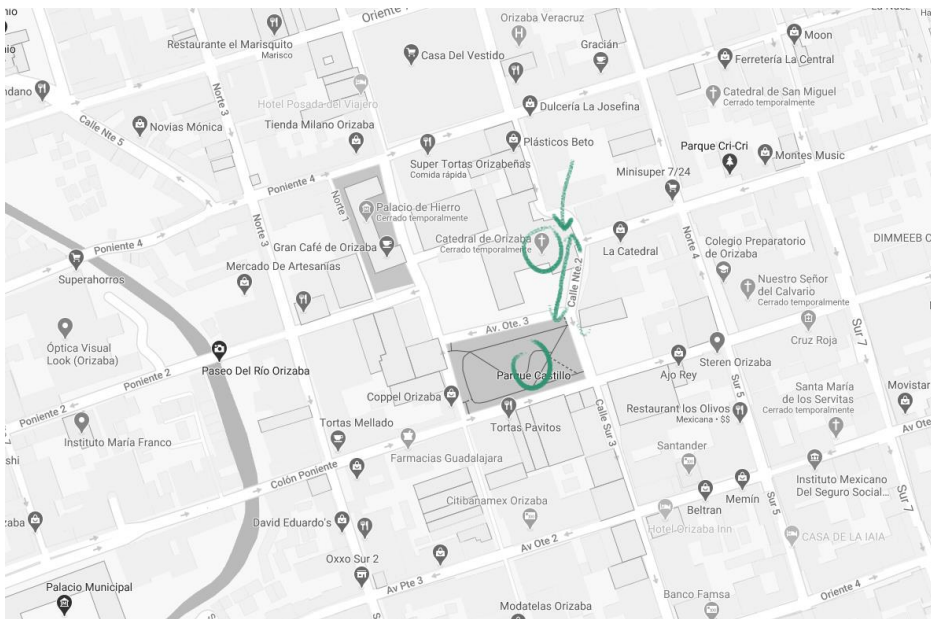 Oriente
Orizaba Veracruz
Restaurante el Marisquito
Marisco
Casa Del Vestido
Gracián
Moon
Ferretería La Central
Norte 3
Hotel Posada del Viajero
Dulcería La Josefina
Catedral de San Miguel
Cerrado temporalmente
Calle Nte 5
Novias Mónica
Tienda Milano Orizaba
Plásticos Beto
Parque Cri-Cri
Montes Music
Super Tortas Orizabeñas
Comida rápida
Minisuper 7/24
Poniente 4
Norte 1
Palacio de Hierro
Cerrado temporalmente
Poniente 4
Norte 3
Gran Café de Orizaba
Catedral de Orizaba
Cerrado temporalmente
La Catedral
Norte 4
Colegio Preparatorio
de Orizaba
DIMMEEB C
Superahorros
Mercado De Artesanias
Calle Nte 2
Nuestro Señor
del Calvario
Cerrado temporalmente
Óptica Visual
Look (Orizaba)
Av. Ote. 3
Cruz Roja
Sur 7
Paseo Del Río Orizaba
Poniente 2
Parque Castillo
Ajo Rey
Steren Orizaba
Poniente 2
Coppel Orizaba
Sur 5
Santa María
de los Servitas
Cerrado temporalmente
Movistar
Instituto María Franco
Tortas Mellado
Tortas Pavitos
Calle Sur 3
Restaurant los Olivos
Mexicana • $$
Av Ote
Farmacias Guadalajara
Santander
Colón Poniente
Citibanamex Orizaba
Beltran
Memín
Instituto Mexicano
Del Seguro Social...
Sur 5
Sur 7
David Eduardo's
Hotel Orizaba Inn
CASA DE LA IAIA
Oxxo Sur 2
Av Ote 2
Av Pte 3
Palacio Municipal
Modatelas Orizaba
Banco Famsa
Oriente 4